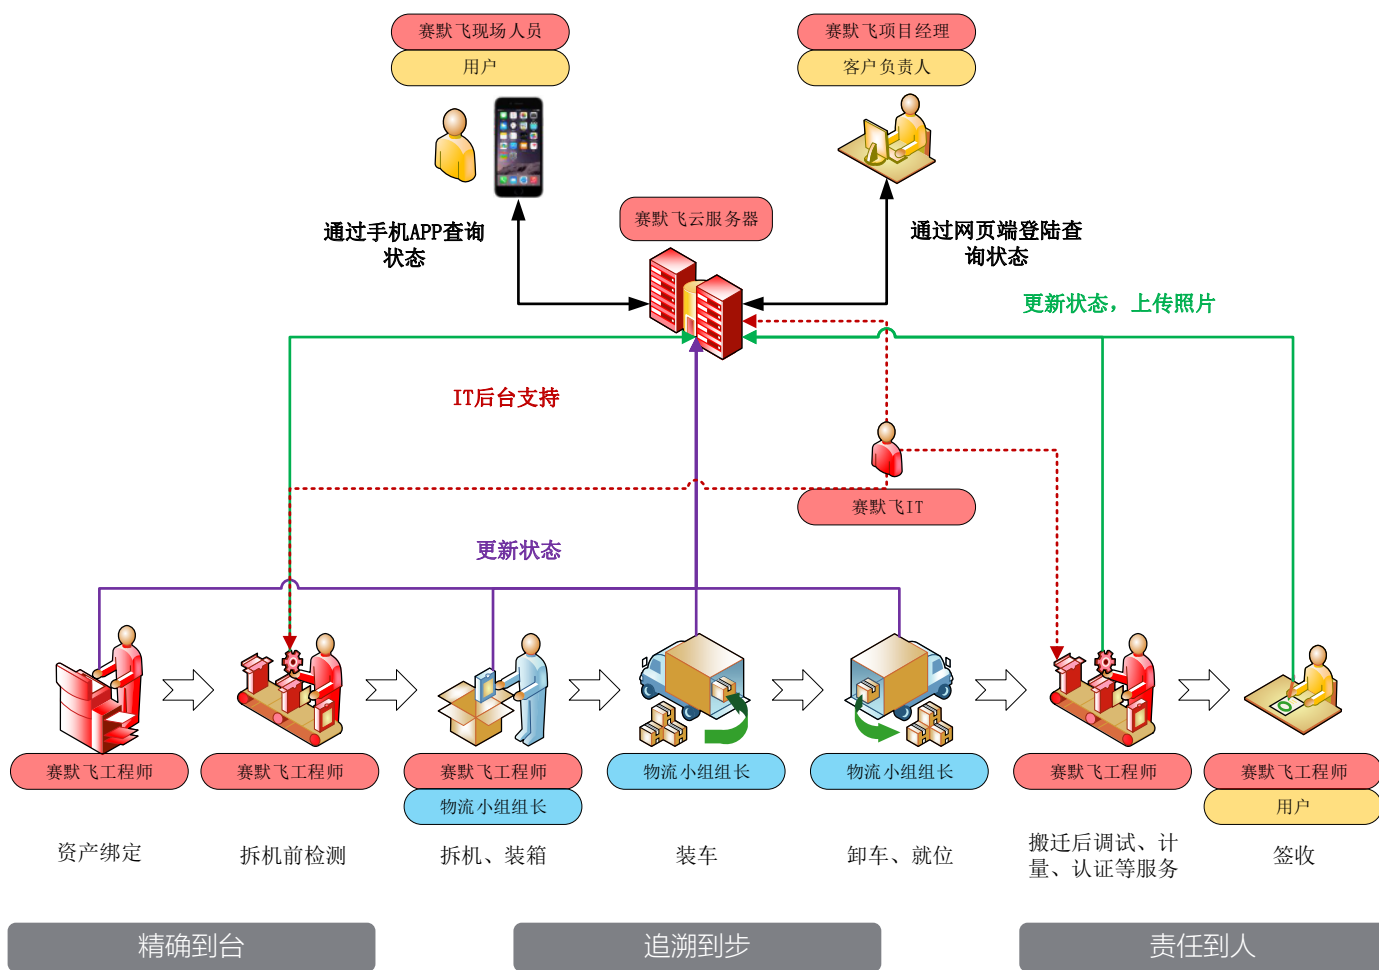 赛默飞现场人员
用户
赛默飞项目经理
客户负责人
通过手机APP查询
状态
赛默飞云服务器
通过网页端登陆查
询状态
更新状态，上传照片
IT后台支持
赛默飞IT
更新状态
赛默飞工程师
赛默飞工程师
赛默飞工程师
物流小组组长
物流小组组长
物流小组组长
赛默飞工程师
赛默飞工程师
用户
资产绑定
拆机前检测
拆机、装箱
装车
卸车、就位
搬迁后调试、计
量、认证等服务
签收
精确到台
追溯到步
责任到人